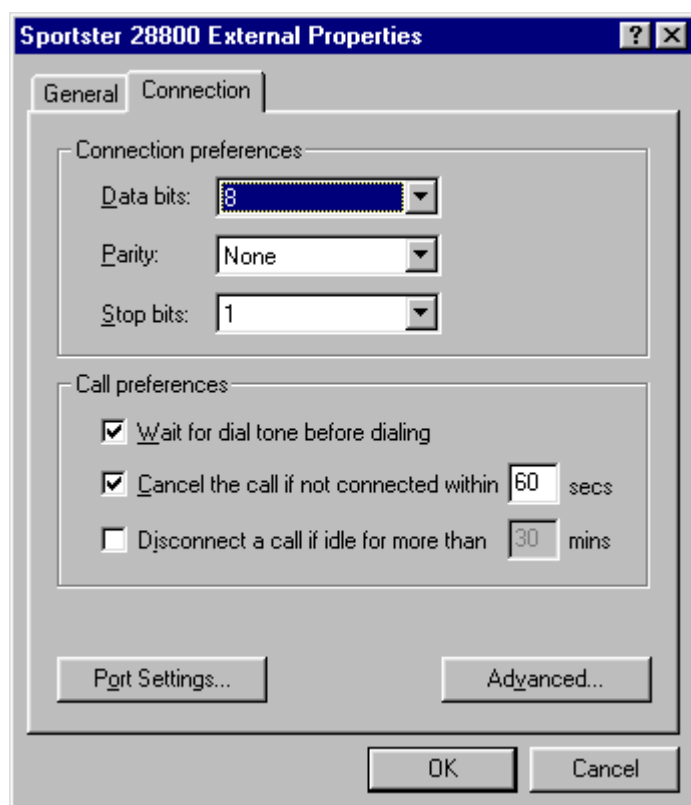 Sportster 28800 External Properties
General Connection
Connection preferences
Data bits: 8
Parity: None
Stop bits: 1
Call preferences
Wait for dial tone before dialing
Cancel the call if not connected within 60 secs
Disconnect a call if idle for more than 30 mins
Port Settings... Advanced...
OK Cancel